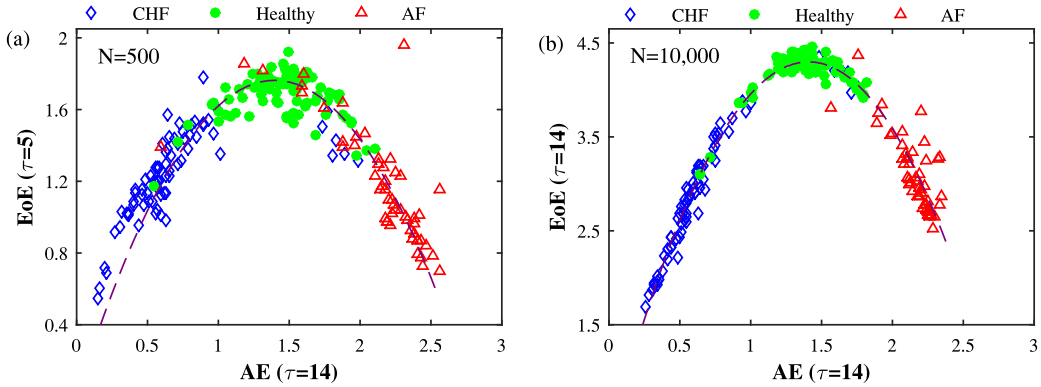 CHF Healthy AF
(a)
N=500
2
1.6
1.2
0.8
0.4
EoE (τ=5)
0 0.5 1 1.5 2 2.5 3
AE (τ=14)
CHF Healthy AF
(b)
N=10,000
4.5
3.5
2.5
1.5
EoE (τ=14)
0 0.5 1 1.5 2 2.5 3
AE (τ=14)